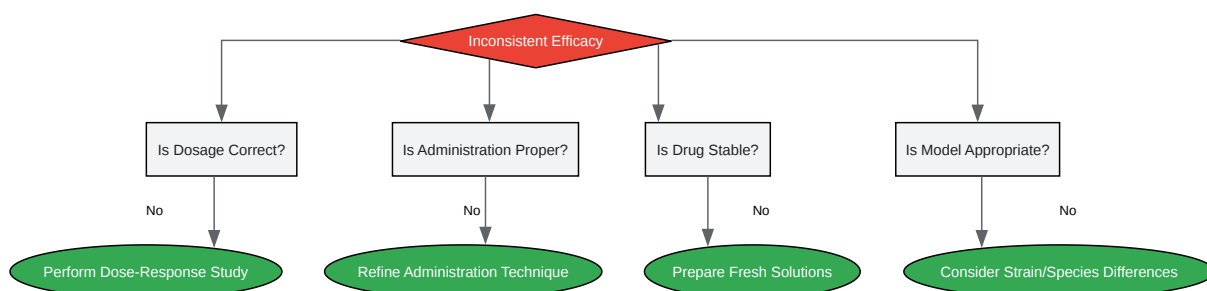 Inconsistent Efficacy
Is Dosage Correct?
Is Administration Proper?
Is Drug Stable?
Is Model Appropriate?
No
No
No
No
Perform Dose-Response Study
Refine Administration Technique
Prepare Fresh Solutions
Consider Strain/Species Differences